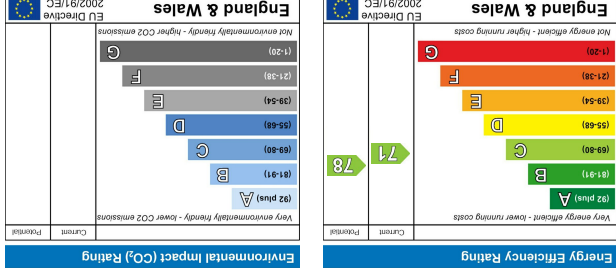 Energy Efficiency Rating
Current Potential
Very energy efficient - lower running costs
(92 plus) A
(81-91) B
(69-80) C
(55-68) D
(39-54) E
(21-38) F
(1-20) G
71
78
Not energy efficient - higher running costs
England & Wales
EU Directive
2002/91/EC
Environmental Impact (CO₂) Rating
Current Potential
Very environmentally friendly - lower CO2 emissions
(92 plus) A
(81-91) B
(69-80) C
(55-68) D
(39-54) E
(21-38) F
(1-20) G
Not environmentally friendly - higher CO2 emissions
England & Wales
EU Directive
2002/91/EC